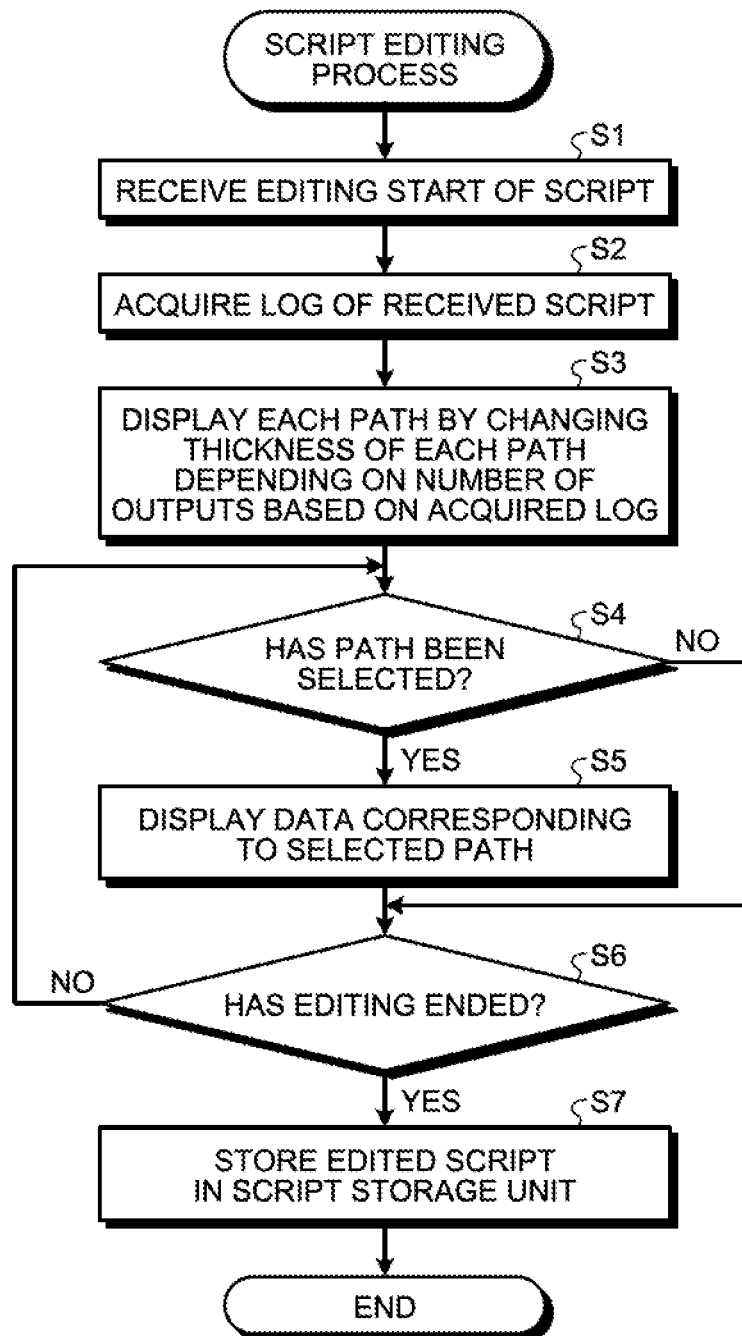 SCRIPT EDITING
PROCESS
S1
RECEIVE EDITING START OF SCRIPT
S2
ACQUIRE LOG OF RECEIVED SCRIPT
S3
DISPLAY EACH PATH BY CHANGING
THICKNESS OF EACH PATH
DEPENDING ON NUMBER OF
OUTPUTS BASED ON ACQUIRED LOG
S4
NO
HAS PATH BEEN
SELECTED?
YES
S5
DISPLAY DATA CORRESPONDING
TO SELECTED PATH
S6
NO
HAS EDITING ENDED?
YES
S7
STORE EDITED SCRIPT
IN SCRIPT STORAGE UNIT
END